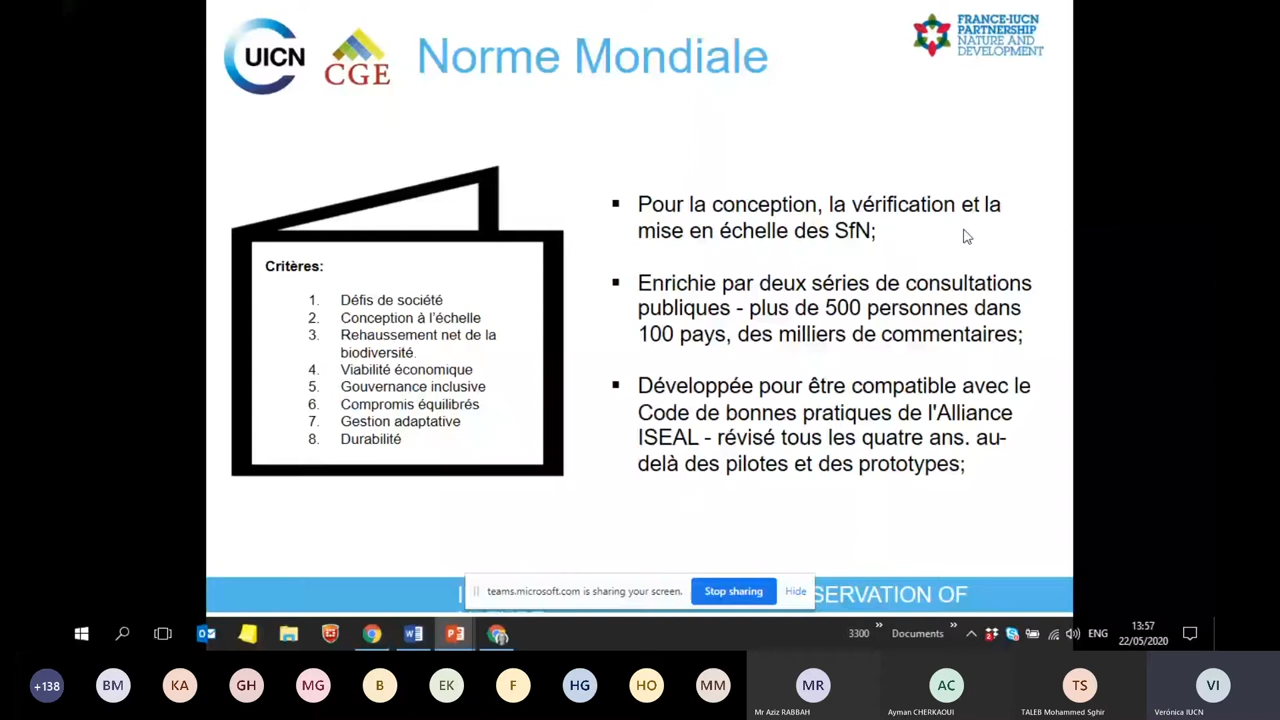 UICN
CGE
Norme Mondiale
FRANCE-IUCN
PARTNERSHIP
NATURE AND
DEVELOPMENT
Critères:
1. Défis de société
2. Conception à l'échelle
3. Rehaussement net de la
biodiversité.
4. Viabilité économique
5. Gouvernance inclusive
6. Compromis équilibrés
7. Gestion adaptative
8. Durabilité
▪ Pour la conception, la vérification et la
mise en échelle des SfN;
▪ Enrichie par deux séries de consultations
publiques - plus de 500 personnes dans
100 pays, des milliers de commentaires;
▪ Développée pour être compatible avec le
Code de bonnes pratiques de l'Alliance
ISEAL - révisé tous les quatre ans. au-
delà des pilotes et des prototypes;
teams.microsoft.com is sharing your screen. Stop sharing Hide
SERVATION OF
3300 » Documents » ENG 13:57
22/05/2020
+138 BM KA GH MG B EK F HG HO MM MR AC TS VI
Mr Aziz RABBAH Ayman CHERKAOUI TALEB Mohammed Sghir Verónica IUCN